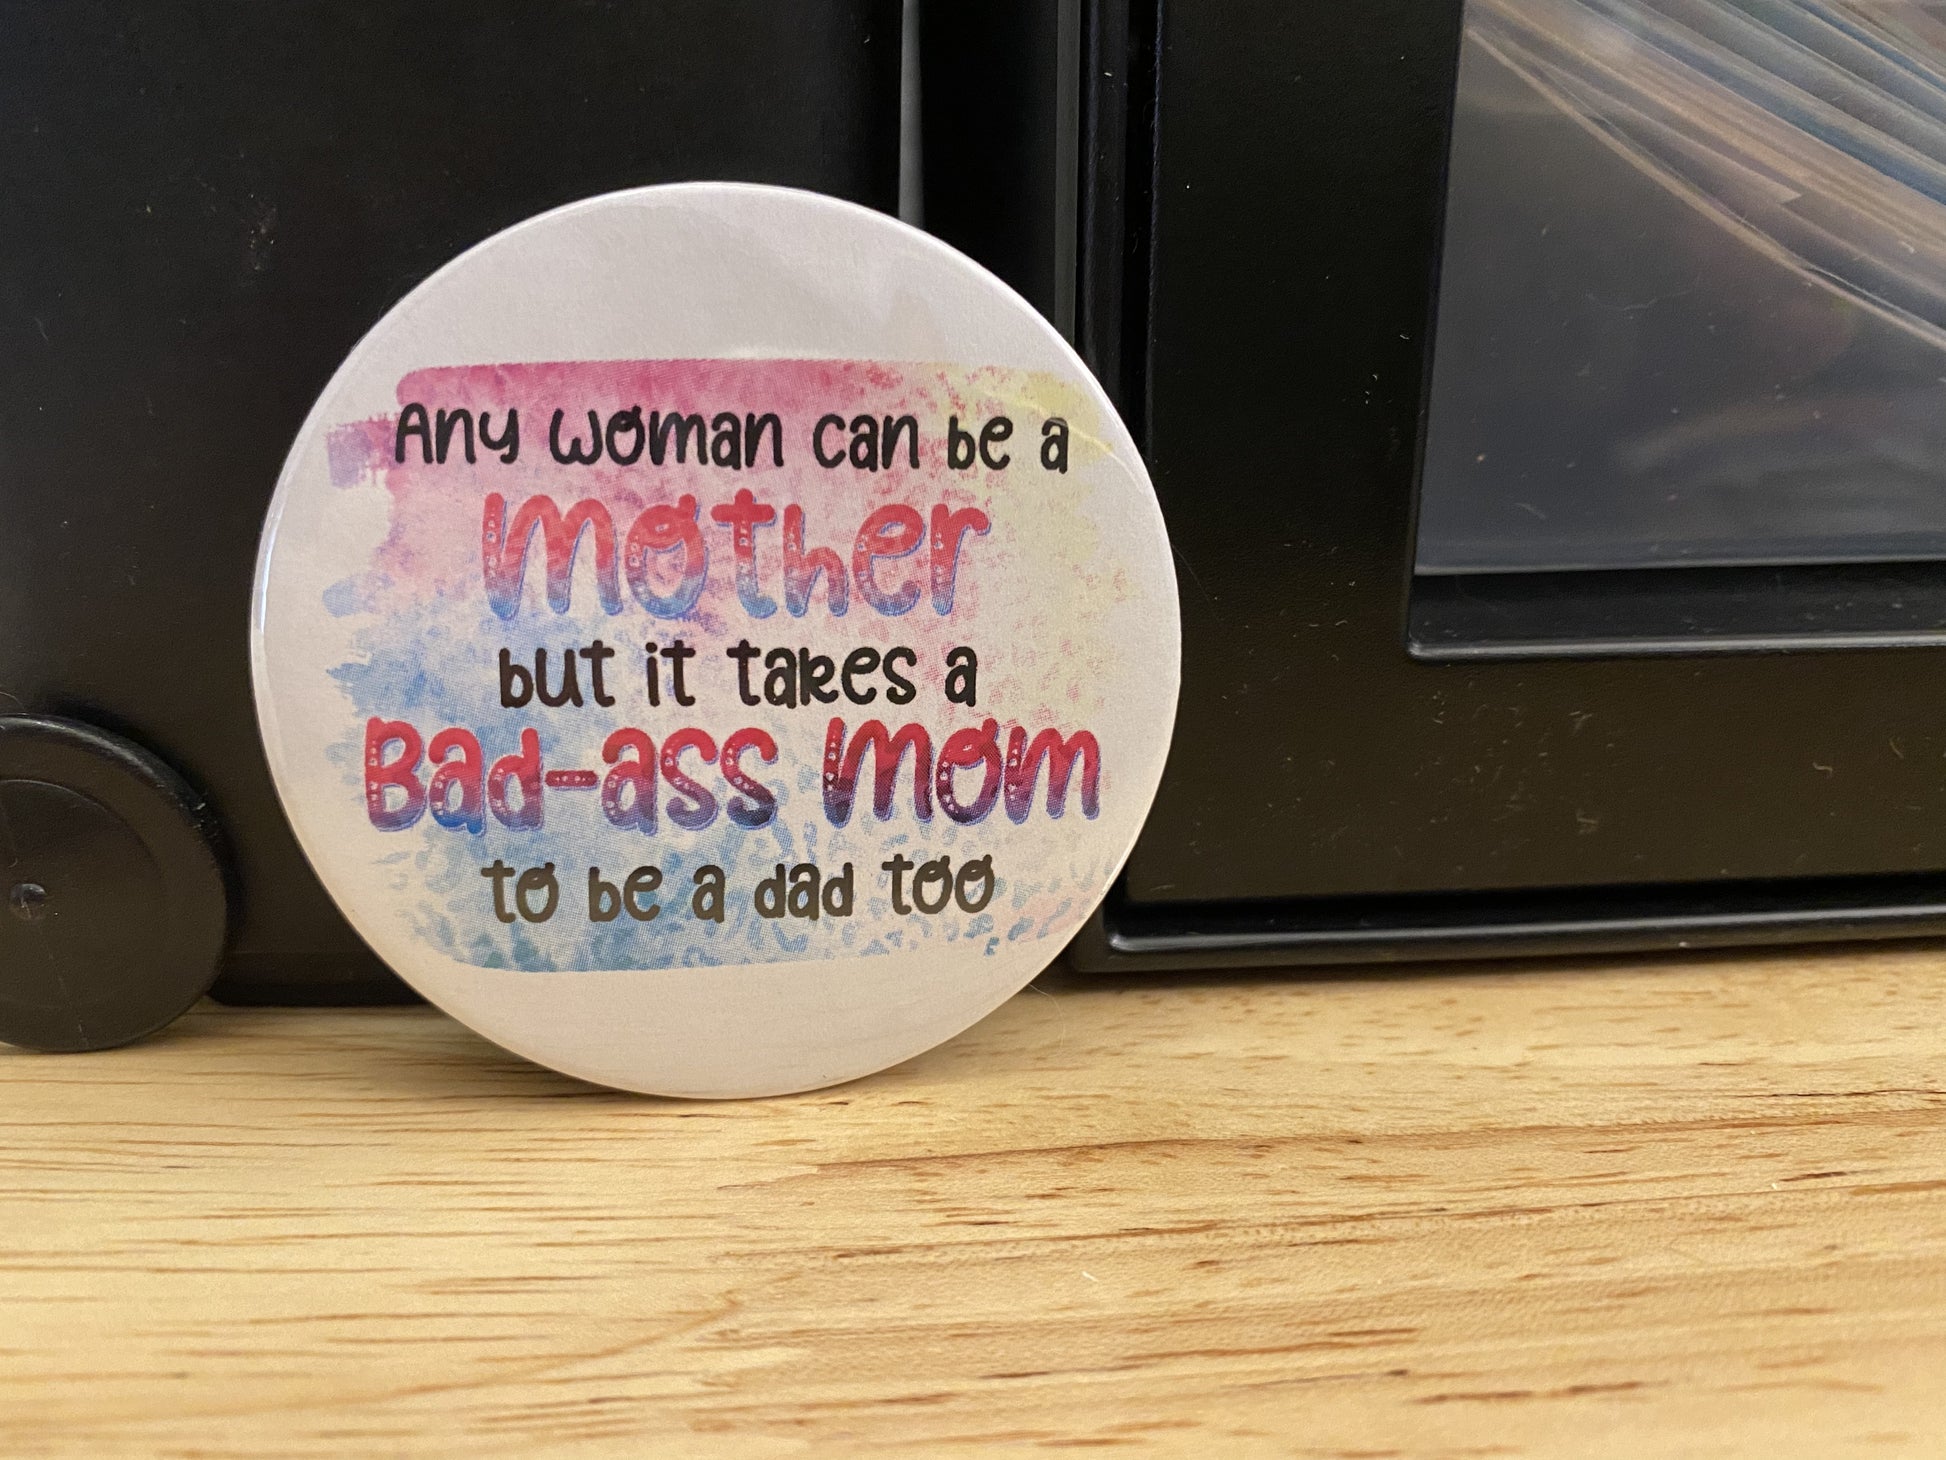 Any woman can be a
Mother
but it takes a
Bad-ass Mom
to be a dad too